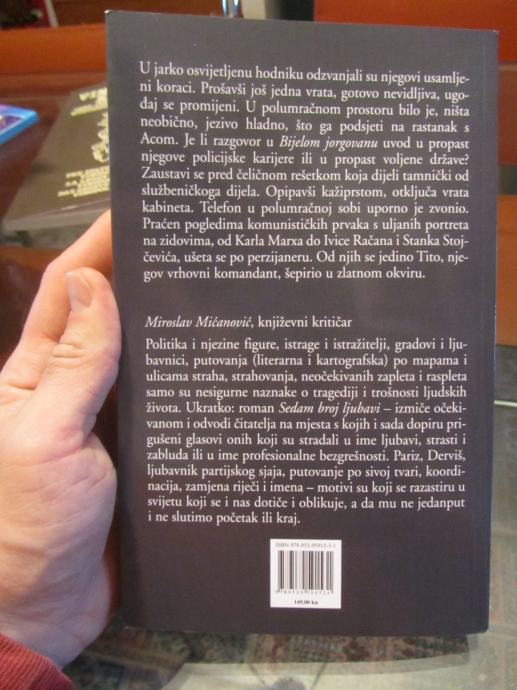 U jarko osvijetljenu hodniku odzvanjali su njegovi usamlje-
ni koraci. Prošavši još jedna vrata, gotovo nevidljiva, ugo-
đaj se promijeni. U polumračnom prostoru bilo je, ništa
neobično, jezivo hladno, što ga podsjeti na rastanak s
Acom. Je li razgovor u Bijelom jorgovanu uvod u propast
njegove policijske karijere ili u propast voljene države?
Zaustavi se pred čeličnom rešetkom koja dijeli tamnički od
službeničkoga dijela. Opipavši kažiprstom, otključa vrata
kabineta. Telefon u polumračnoj sobi uporno je zvonio.
Praćen pogledima komunističkih prvaka s uljanih portreta
na zidovima, od Karla Marxa do Ivice Račana i Stanka Stoj-
čevića, ušeta se po perzijaneru. Od njih se jedino Tito, nje-
gov vrhovni komandant, šepirio u zlatnom okviru.
Miroslav Mićanović, književni kritičar
Politika i njezine figure, istrage i istražitelji, gradovi i lju-
bavnici, putovanja (literarna i kartografska) po mapama i
ulicama straha, strahovanja, neočekivanih zapleta i raspleta
samo su nesigurne naznake o tragediji i trošnosti ljudskih
života. Ukratko: roman Sedam broj ljubavi – izmiče očeki-
vanom i odvodi čitatelja na mjesta s kojih i sada dopiru pri-
gušeni glasovi onih koji su stradali u ime ljubavi, strasti i
zabluda ili u ime profesionalne bezgrešnosti. Pariz, Derviš,
ljubavnik partijskog sjaja, putovanje po sivoj tvari, koordi-
nacija, zamjena riječi i imena – motivi su koji se razastiru u
svijetu koji se i nas dotiče i oblikuje, a da mu ne jedanput
i ne slutimo početak ili kraj.
149,00 kn